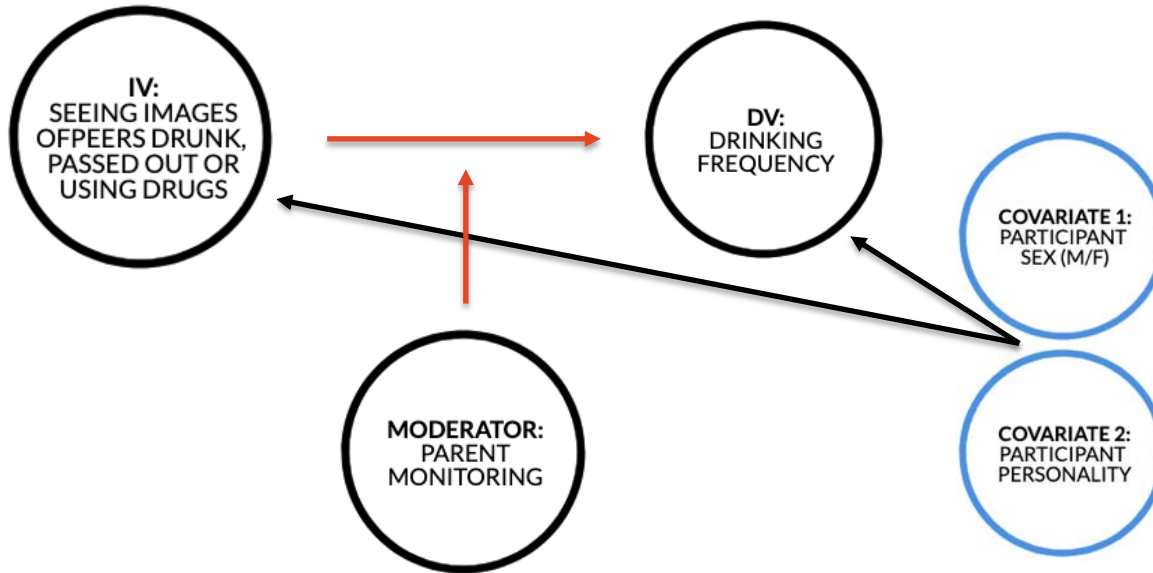 IV:
SEEING IMAGES
OFPEERS DRUNK,
PASSED OUT OR
USING DRUGS
DV:
DRINKING
FREQUENCY
COVARIATE 1:
PARTICIPANT
SEX (M/F)
MODERATOR:
PARENT
MONITORING
COVARIATE 2:
PARTICIPANT
PERSONALITY